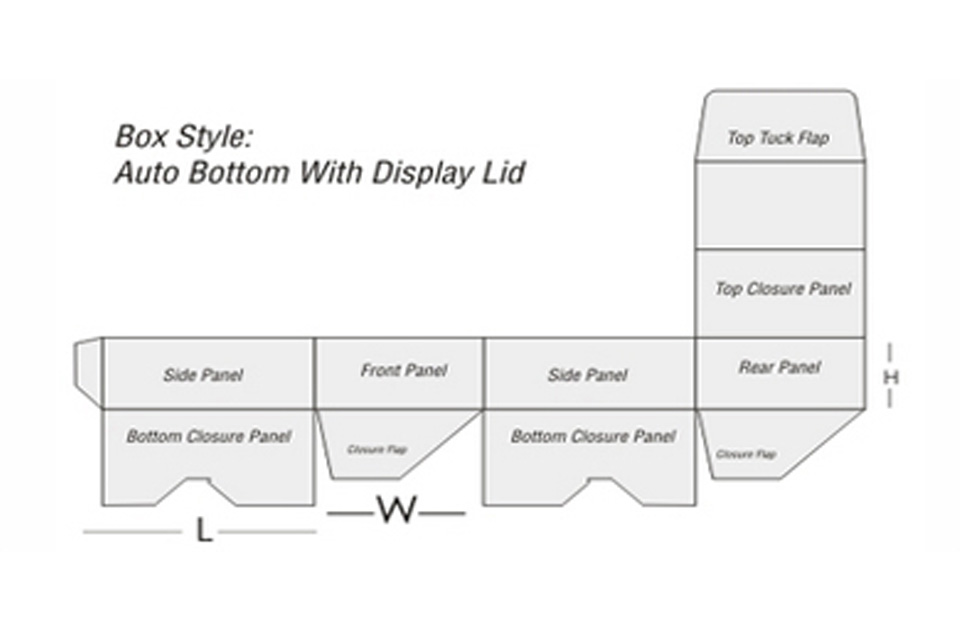 Box Style:
Auto Bottom With Display Lid
Top Tuck Flap
Top Closure Panel
Side Panel
Front Panel
Side Panel
Rear Panel
H
Bottom Closure Panel
Closure Flap
Bottom Closure Panel
Closure Flap
W
L